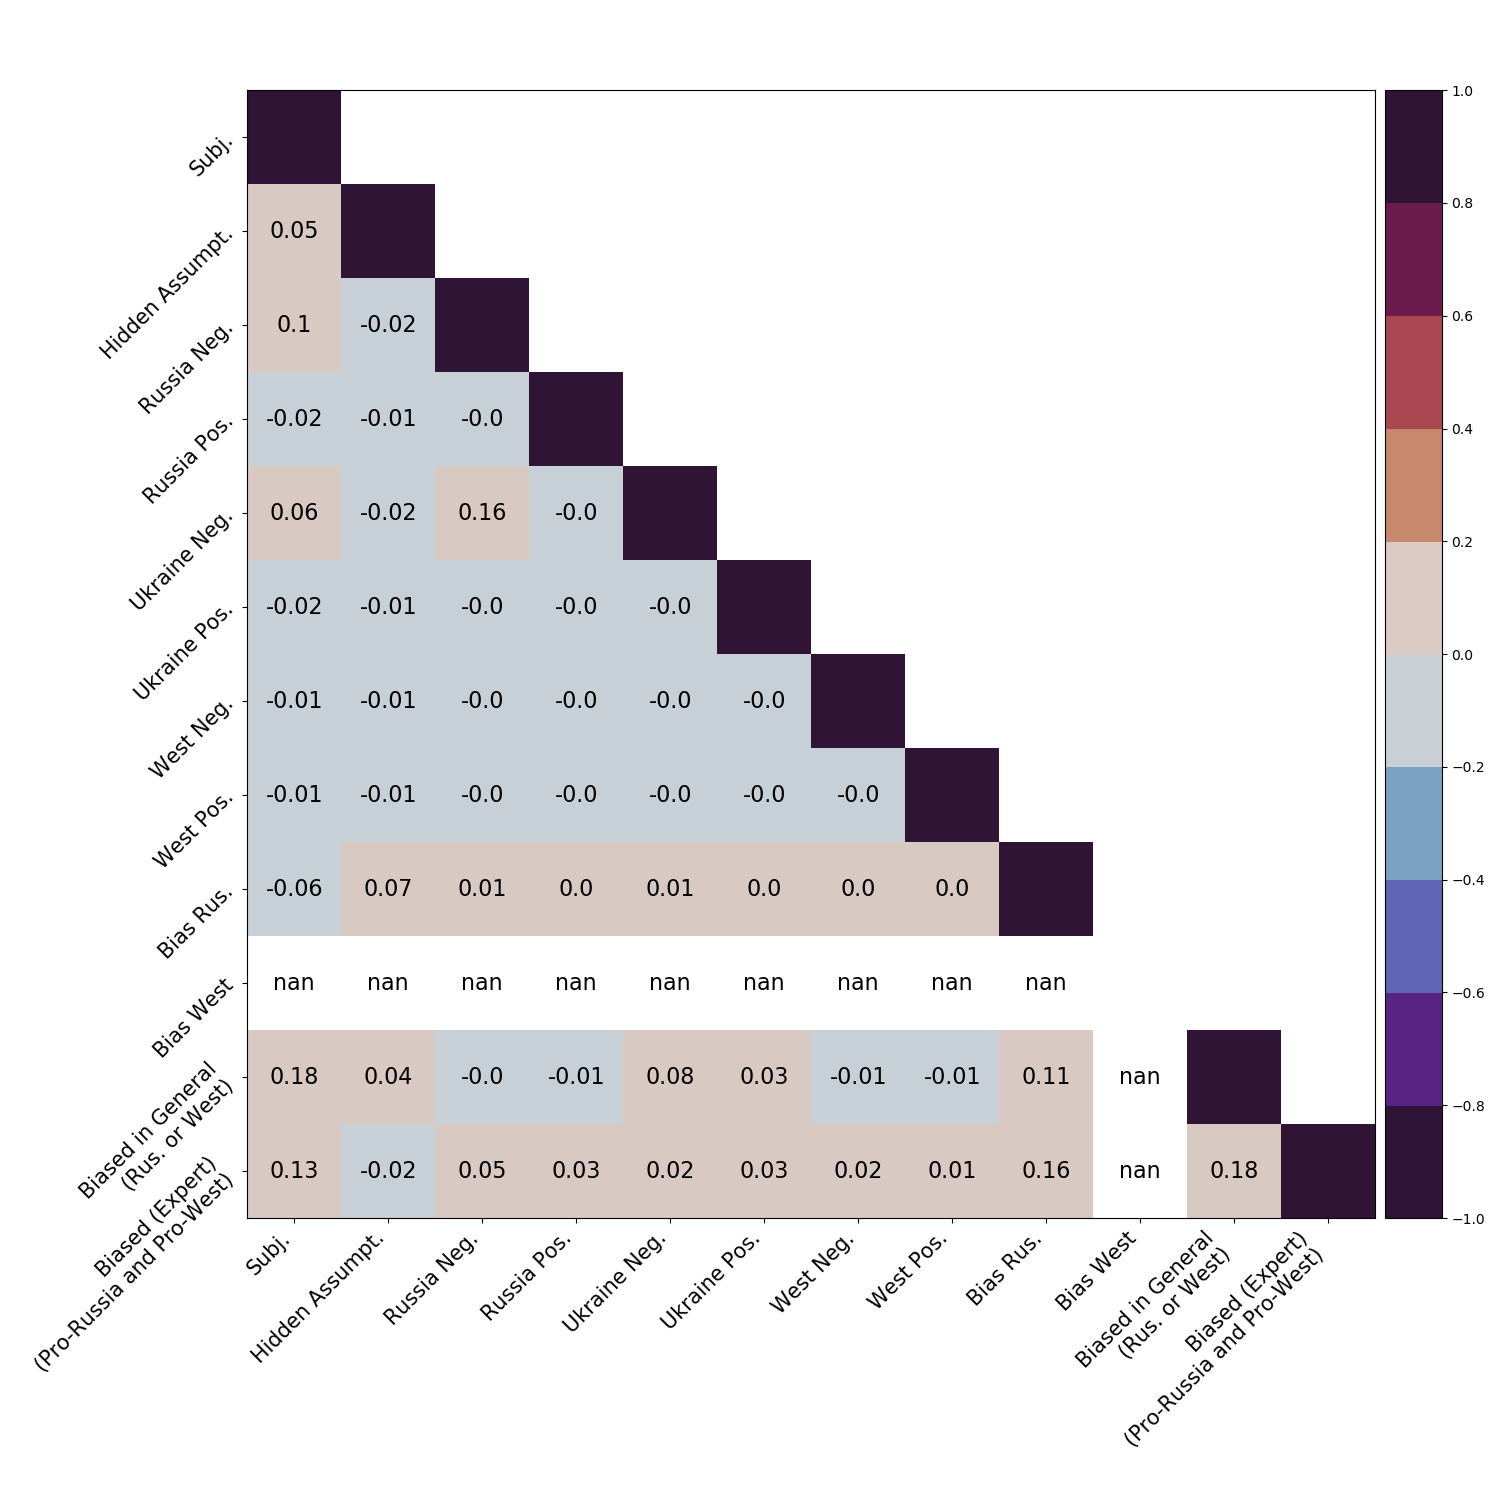 1.0
Subj.
0.8
Hidden Assumpt.
0.05
Russia Neg.
0.1 -0.02
0.6
Russia Pos.
-0.02 -0.01 -0.0
0.4
Ukraine Neg.
0.06 -0.02 0.16 -0.0
0.2
Ukraine Pos.
-0.02 -0.01 -0.0 -0.0 -0.0
0.0
West Neg.
-0.01 -0.01 -0.0 -0.0 -0.0 -0.0
−0.2
West Pos.
-0.01 -0.01 -0.0 -0.0 -0.0 -0.0 -0.0
−0.4
Bias Rus.
-0.06 0.07 0.01 0.0 0.01 0.0 0.0 0.0
−0.6
Bias West
nan nan nan nan nan nan nan nan nan
Biased in General
(Rus. or West)
0.18 0.04 -0.0 -0.01 0.08 0.03 -0.01 -0.01 0.11 nan
−0.8
Biased (Expert)
(Pro-Russia and Pro-West)
0.13 -0.02 0.05 0.03 0.02 0.03 0.02 0.01 0.16 nan 0.18
−1.0
Subj.
Hidden Assumpt.
Russia Neg.
Russia Pos.
Ukraine Neg.
Ukraine Pos.
West Neg.
West Pos.
Bias Rus.
Bias West
Biased in General
(Rus. or West)
Biased (Expert)
(Pro-Russia and Pro-West)